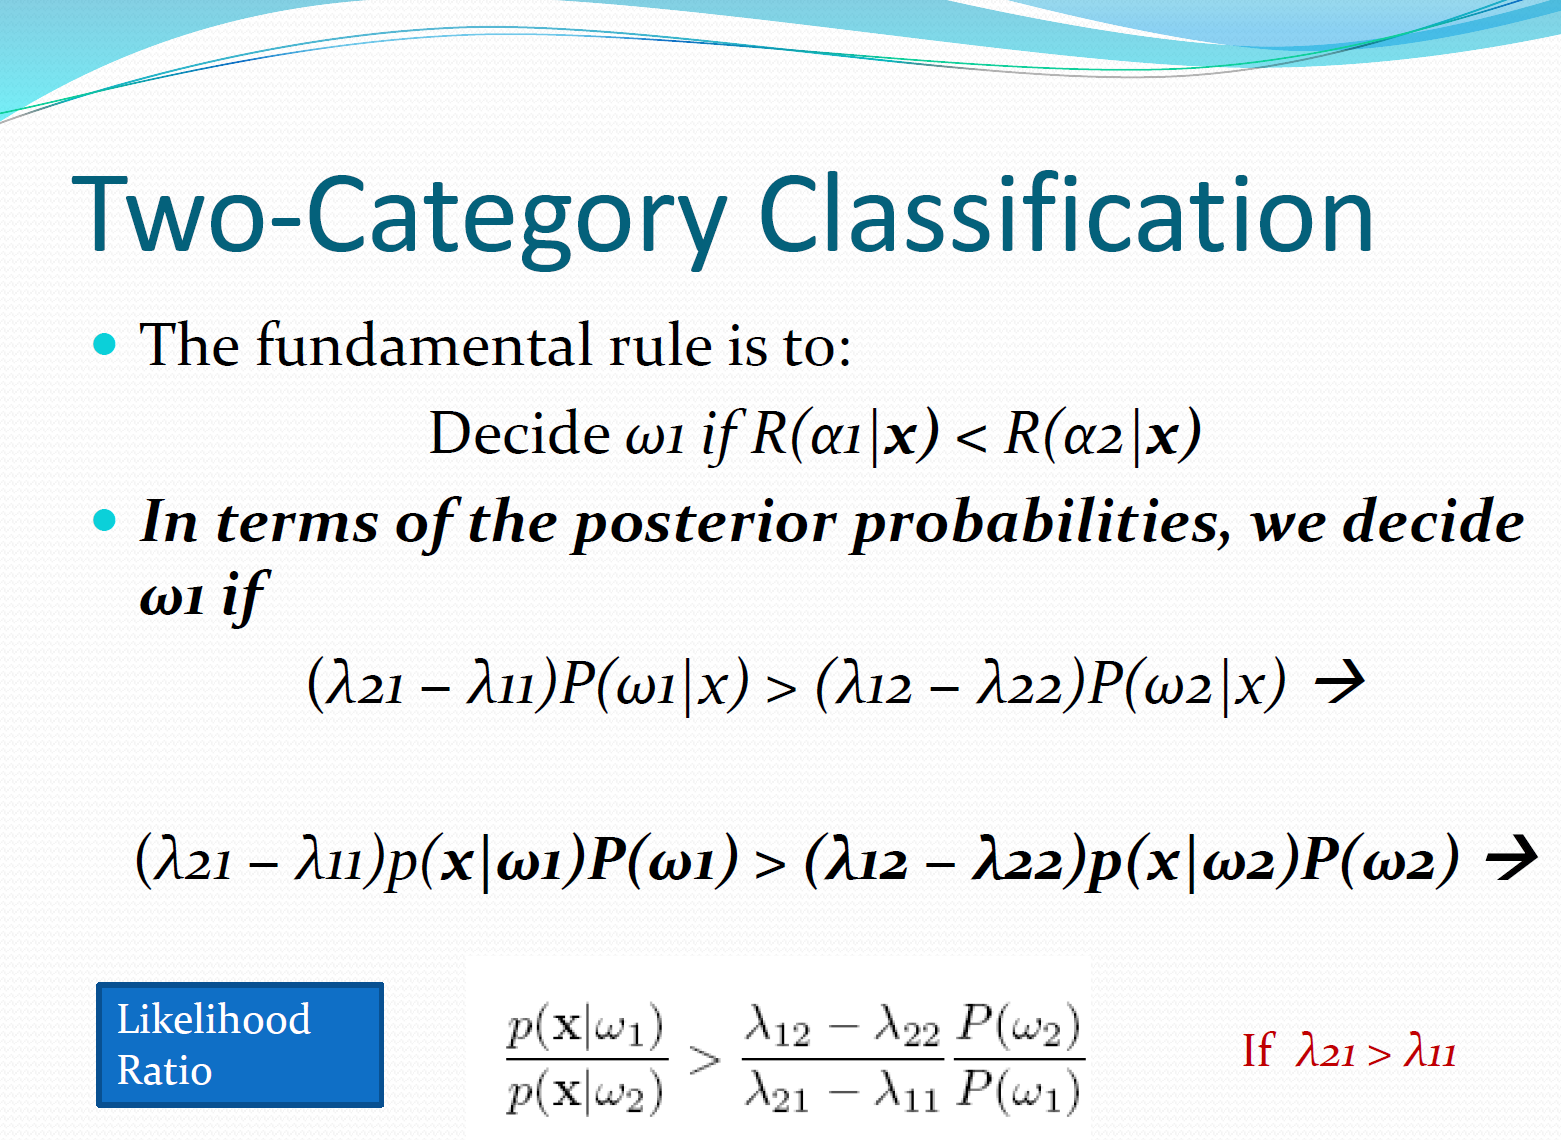 Two-Category Classification
• The fundamental rule is to:
Decide ω1 if R(α1|x) < R(α2|x)
• In terms of the posterior probabilities, we decide
ω1 if
(λ21 – λ11)P(ω1|x) > (λ12 – λ22)P(ω2|x) →
(λ21 – λ11)p(x|ω1)P(ω1) > (λ12 – λ22)p(x|ω2)P(ω2) →
Likelihood
Ratio
p(x|ω₁)/p(x|ω₂) > (λ₁₂ − λ₂₂)/(λ₂₁ − λ₁₁) P(ω₂)/P(ω₁)
If λ21 > λ11